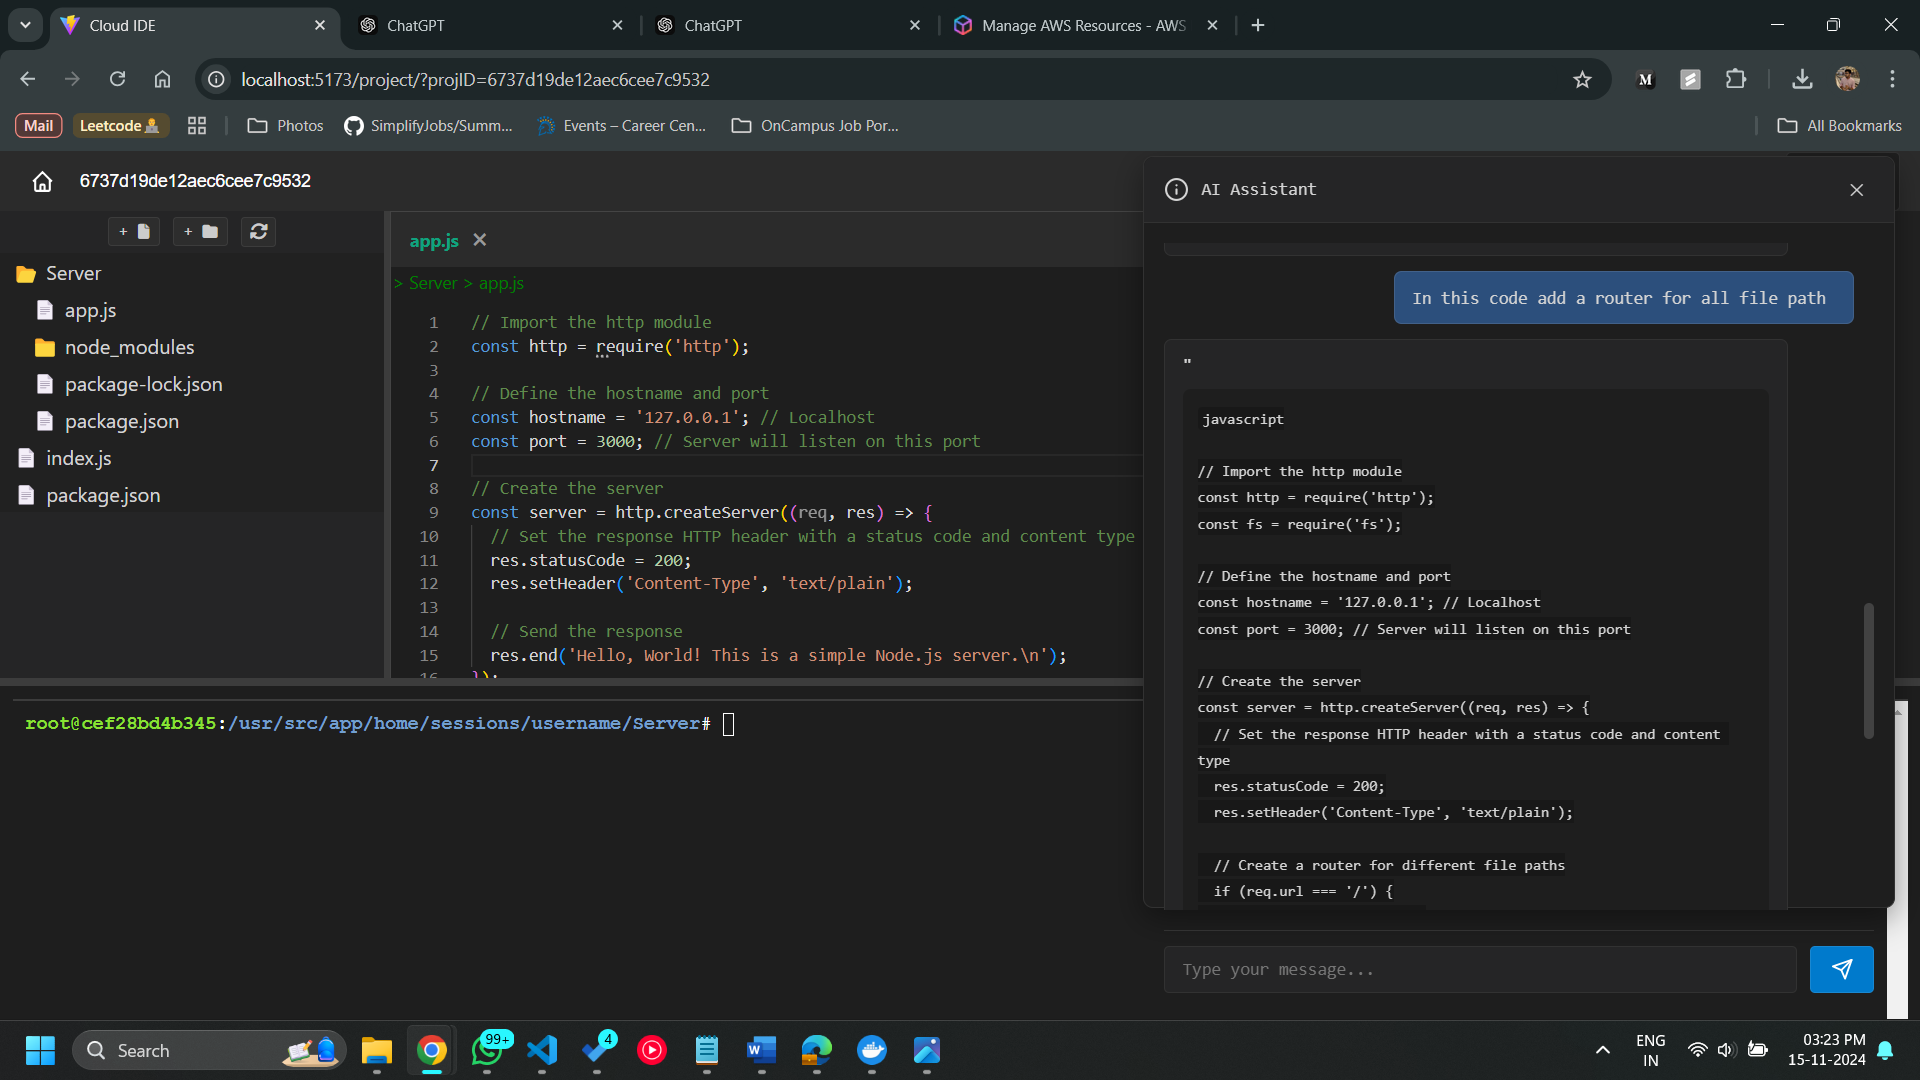 Cloud IDE
ChatGPT
ChatGPT
Manage AWS Resources - AWS
localhost:5173/project/?projID=6737d19de12aec6cee7c9532
M
Mail
Leetcode
Photos
SimplifyJobs/Summ...
Events – Career Cen...
OnCampus Job Por...
All Bookmarks
6737d19de12aec6cee7c9532
+
+
Server
app.js
node_modules
package-lock.json
package.json
index.js
package.json
app.js
> Server > app.js
1 // Import the http module
2 const http = require('http');
3
4 // Define the hostname and port
5 const hostname = '127.0.0.1'; // Localhost
6 const port = 3000; // Server will listen on this port
7
8 // Create the server
9 const server = http.createServer((req, res) => {
10 // Set the response HTTP header with a status code and content type
11 res.statusCode = 200;
12 res.setHeader('Content-Type', 'text/plain');
13
14 // Send the response
15 res.end('Hello, World! This is a simple Node.js server.\n');
16 });
root@cef28bd4b345:/usr/src/app/home/sessions/username/Server#
AI Assistant
In this code add a router for all file path
"
javascript
// Import the http module
const http = require('http');
const fs = require('fs');
// Define the hostname and port
const hostname = '127.0.0.1'; // Localhost
const port = 3000; // Server will listen on this port
// Create the server
const server = http.createServer((req, res) => {
// Set the response HTTP header with a status code and content
type
res.statusCode = 200;
res.setHeader('Content-Type', 'text/plain');
// Create a router for different file paths
if (req.url === '/') {
Type your message...
Search
99+
4
ENG
IN
03:23 PM
15-11-2024